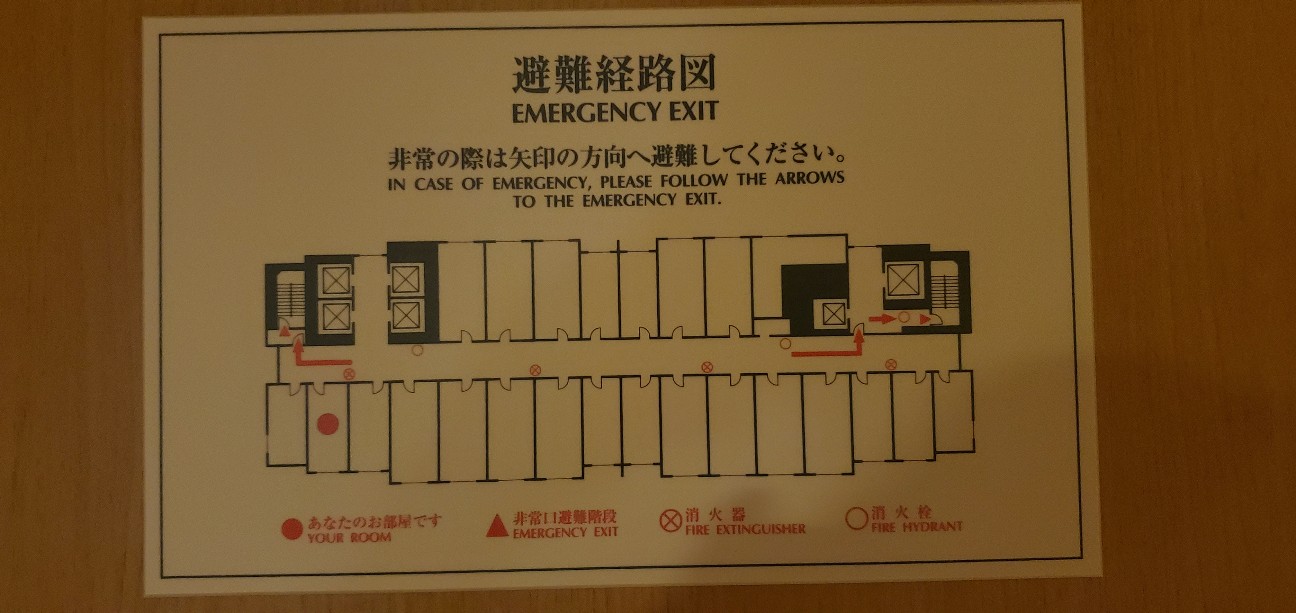 避難経路図
EMERGENCY EXIT
非常の際は矢印の方向へ避難してください。
IN CASE OF EMERGENCY, PLEASE FOLLOW THE ARROWS
TO THE EMERGENCY EXIT.
あなたのお部屋です
YOUR ROOM
非常口避難階段
EMERGENCY EXIT
消火器
FIRE EXTINGUISHER
消火栓
FIRE HYDRANT